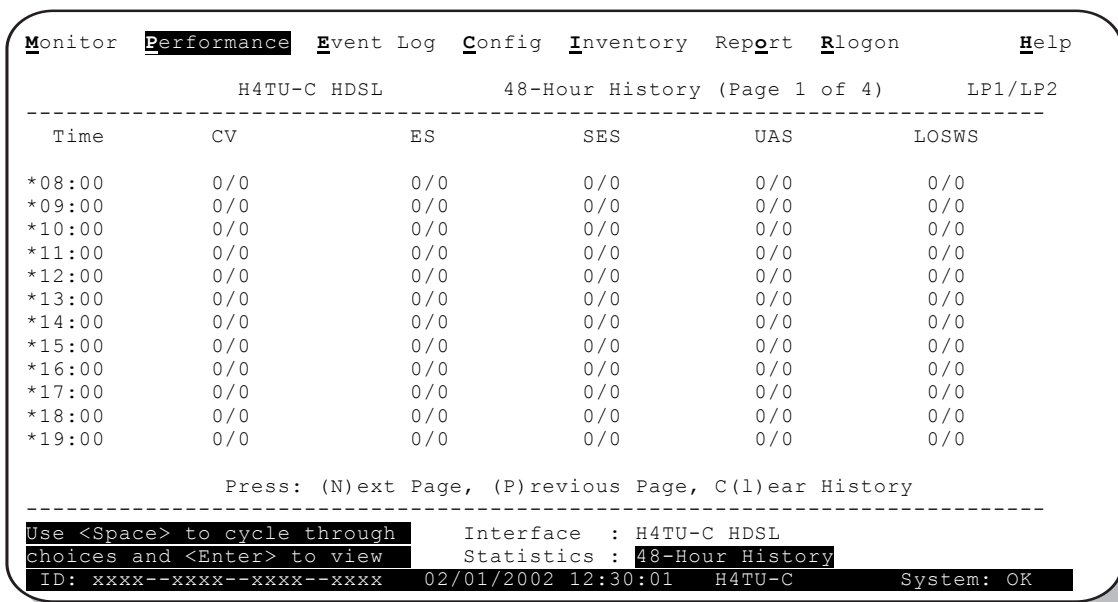 Monitor Performance Event Log Config Inventory Report Rlogon Help
H4TU-C HDSL 48-Hour History (Page 1 of 4) LP1/LP2
--------------------------------------------------------------------------------
Time CV ES SES UAS LOSWS
*08:00 0/0 0/0 0/0 0/0 0/0
*09:00 0/0 0/0 0/0 0/0 0/0
*10:00 0/0 0/0 0/0 0/0 0/0
*11:00 0/0 0/0 0/0 0/0 0/0
*12:00 0/0 0/0 0/0 0/0 0/0
*13:00 0/0 0/0 0/0 0/0 0/0
*14:00 0/0 0/0 0/0 0/0 0/0
*15:00 0/0 0/0 0/0 0/0 0/0
*16:00 0/0 0/0 0/0 0/0 0/0
*17:00 0/0 0/0 0/0 0/0 0/0
*18:00 0/0 0/0 0/0 0/0 0/0
*19:00 0/0 0/0 0/0 0/0 0/0
Press: (N)ext Page, (P)revious Page, C(l)ear History
--------------------------------------------------------------------------------
Use <Space> to cycle through Interface : H4TU-C HDSL
choices and <Enter> to view Statistics : 48-Hour History
ID: xxxx--xxxx--xxxx--xxxx 02/01/2002 12:30:01 H4TU-C System: OK